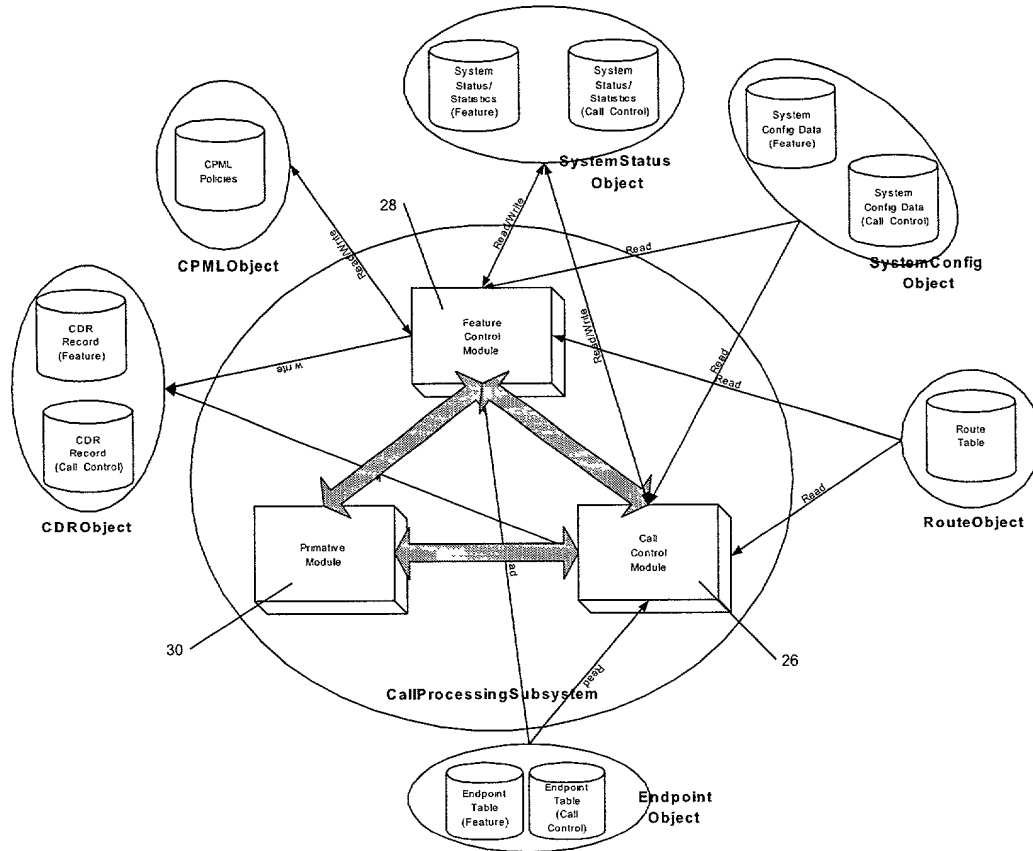 System
Status/
Statistics
(Feature)
System
Status/
Statistics
(Call Control)
SystemStatus
Object
System
Config Data
(Feature)
System
Config Data
(Call Control)
SystemConfig
Object
CPML
Policies
CPMLObject
28
Read/Write
Read/Write
Read
Read/Write
Read
Read
CDR
Record
(Feature)
CDR
Record
(Call Control)
CDRObject
Write
Feature
Control
Module
Route
Table
RouteObject
Read
Primative
Module
Call
Control
Module
30
26
Read
CallProcessingSubsystem
Endpoint
Table
(Feature)
Endpoint
Table
(Call
Control)
Endpoint
Object